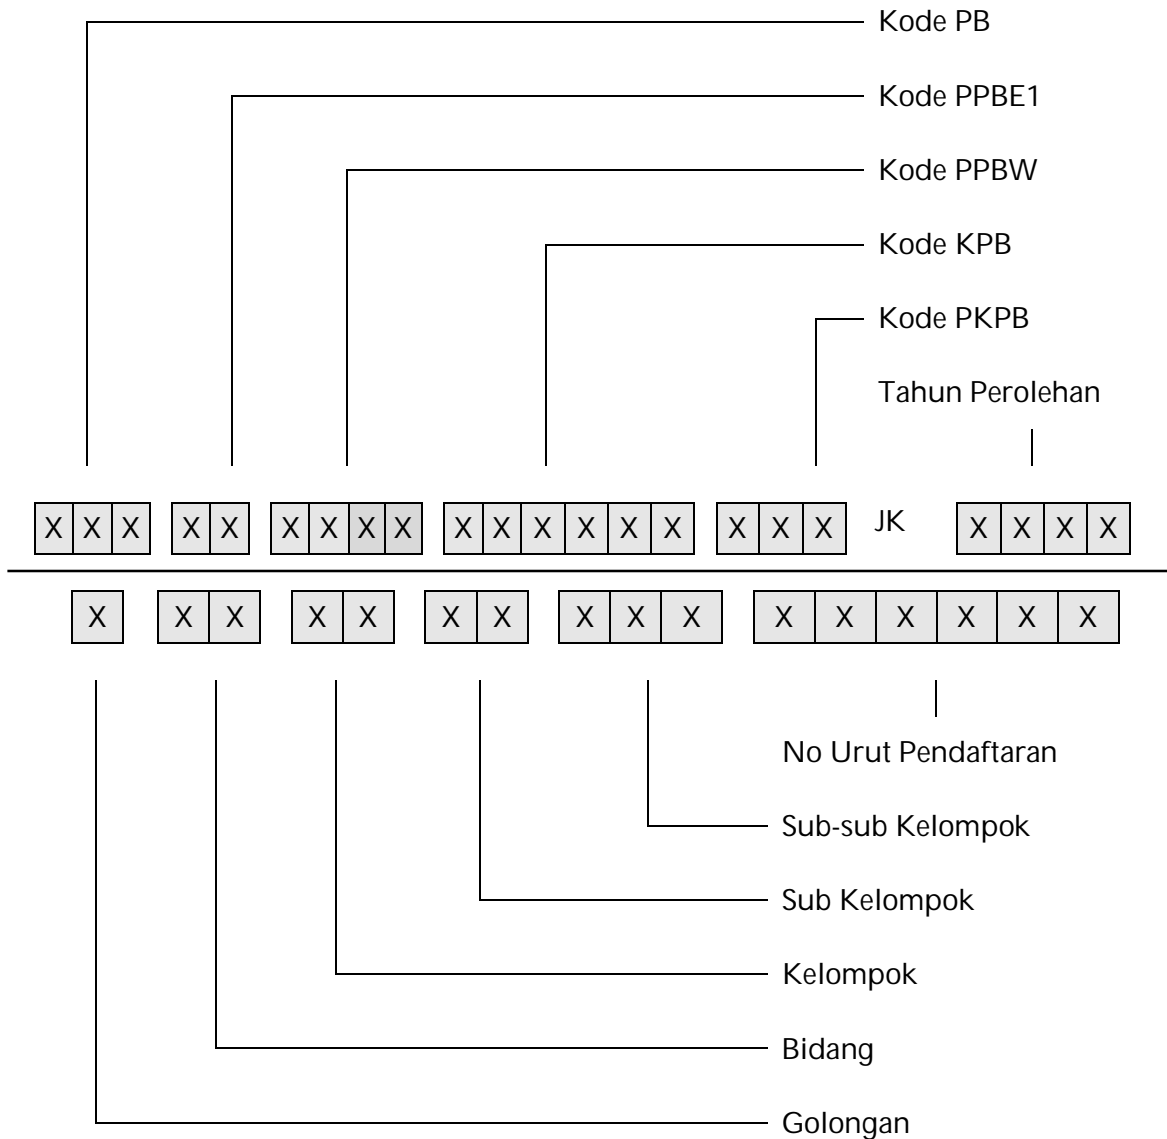 Kode PB
Kode PPBE1
Kode PPBW
Kode KPB
Kode PKPB
Tahun Perolehan
X X X X X X X X X X X X X X X X X X JK X X X X
X X X X X X X X X X X X X X X X
No Urut Pendaftaran
Sub-sub Kelompok
Sub Kelompok
Kelompok
Bidang
Golongan